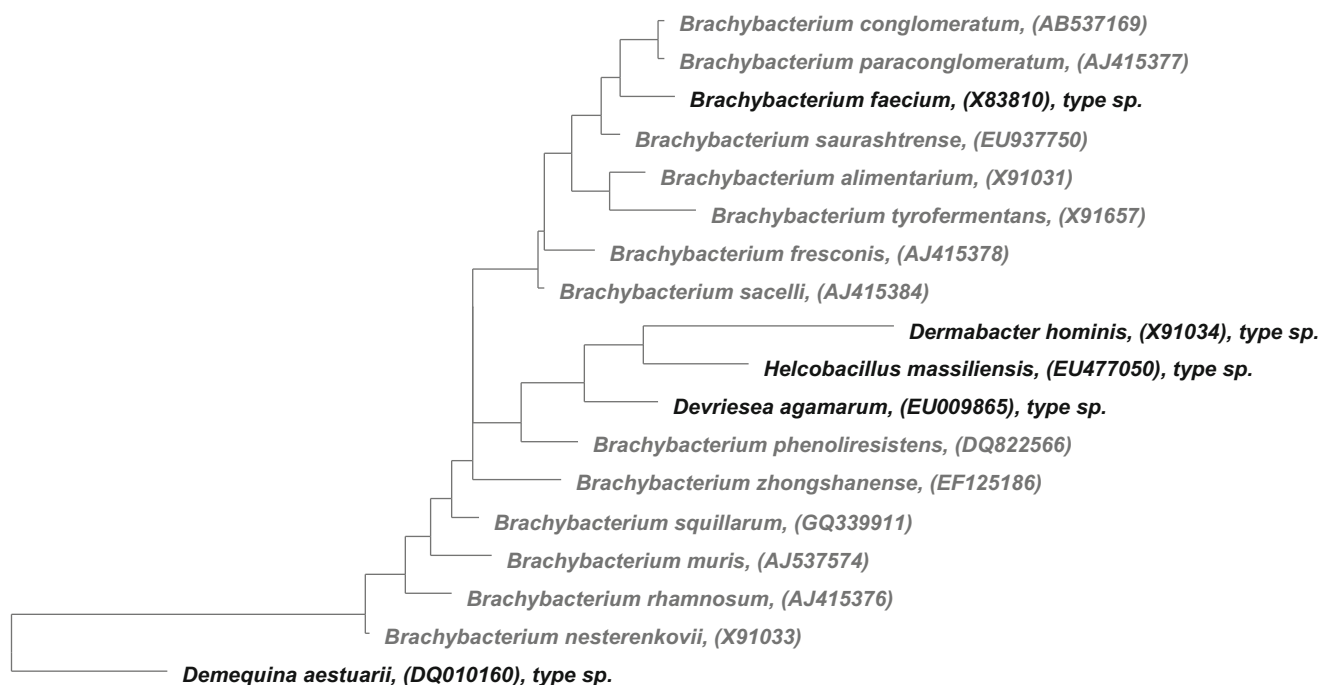 Brachybacterium conglomeratum, (AB537169)
Brachybacterium paraconglomeratum, (AJ415377)
Brachybacterium faecium, (X83810), type sp.
Brachybacterium saurashtrense, (EU937750)
Brachybacterium alimentarium, (X91031)
Brachybacterium tyrofermentans, (X91657)
Brachybacterium fresconis, (AJ415378)
Brachybacterium sacelli, (AJ415384)
Dermabacter hominis, (X91034), type sp.
Helcobacillus massiliensis, (EU477050), type sp.
Devriesea agamarum, (EU009865), type sp.
Brachybacterium phenoliresistens, (DQ822566)
Brachybacterium zhongshanense, (EF125186)
Brachybacterium squillarum, (GQ339911)
Brachybacterium muris, (AJ537574)
Brachybacterium rhamnosum, (AJ415376)
Brachybacterium nesterenkovii, (X91033)
Demequina aestuarii, (DQ010160), type sp.